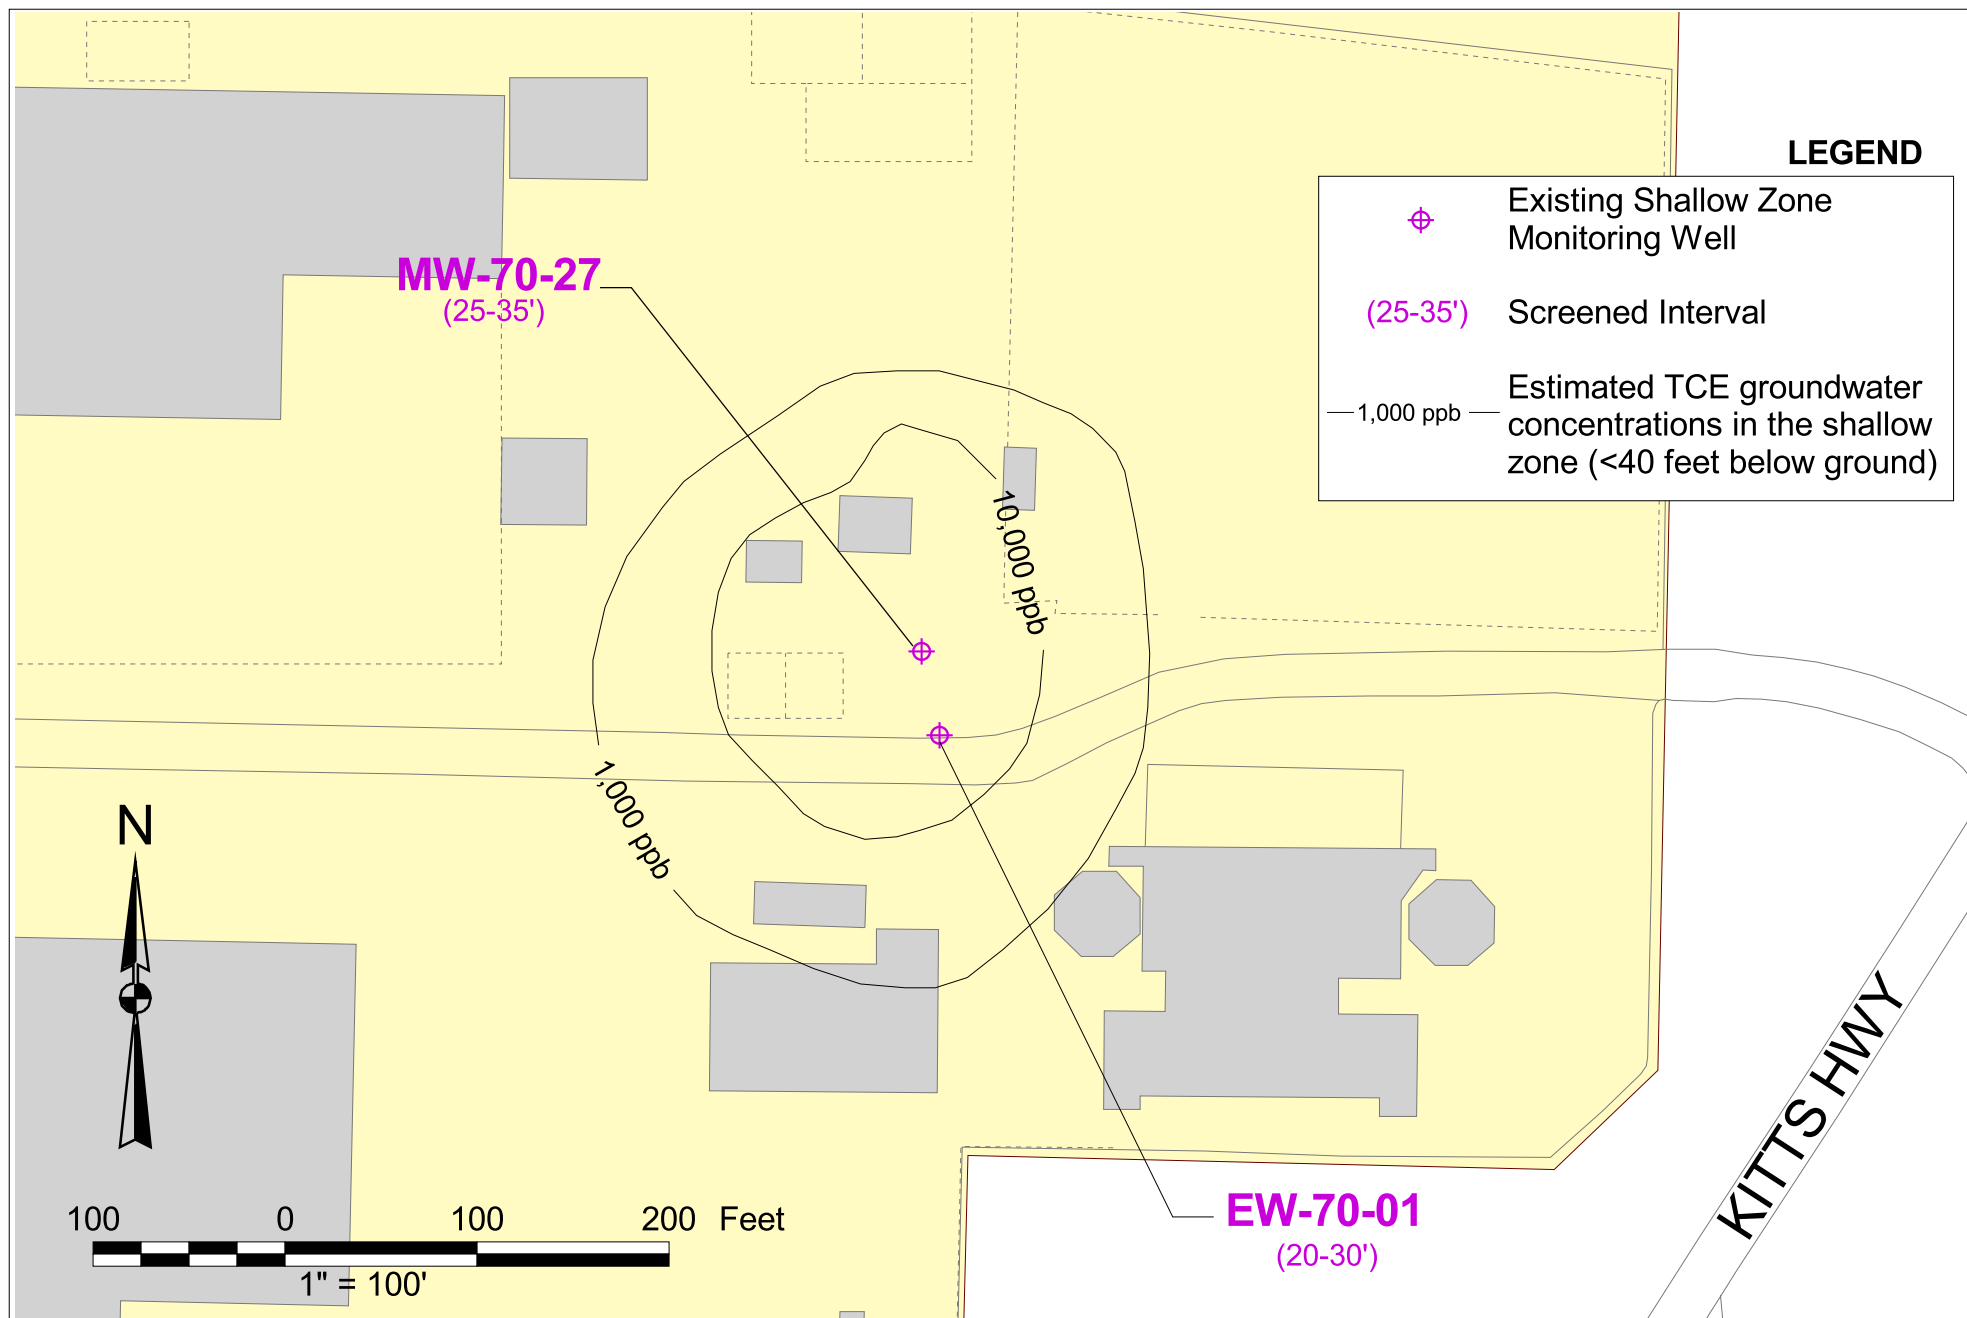 LEGEND
Existing Shallow Zone
Monitoring Well
(25-35') Screened Interval
1,000 ppb
Estimated TCE groundwater
concentrations in the shallow
zone (<40 feet below ground)
MW-70-27
(25-35')
10,000 ppb
1,000 ppb
N
KITTS HWY
EW-70-01
(20-30')
100 0 100 200 Feet
1" = 100'